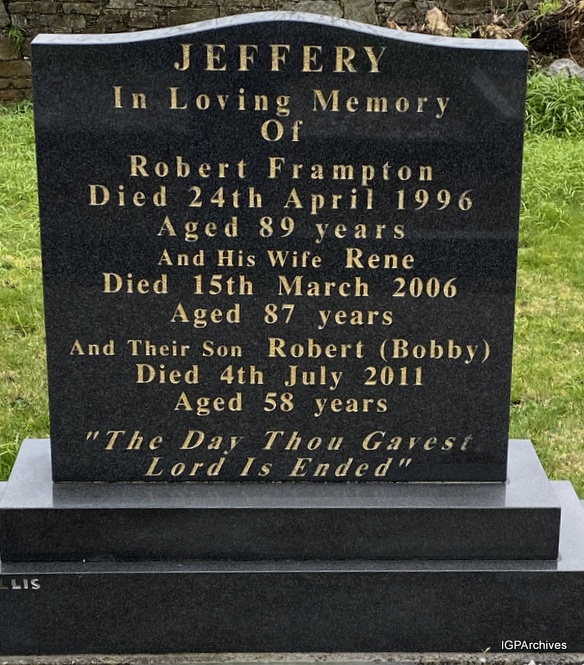 JEFFERY
In Loving Memory
Of
Robert Frampton
Died 24th April 1996
Aged 89 years
And His Wife Rene
Died 15th March 2006
Aged 87 years
And Their Son Robert (Bobby)
Died 4th July 2011
Aged 58 years
"The Day Thou Gavest
Lord Is Ended"
LLIS
IGPArchives